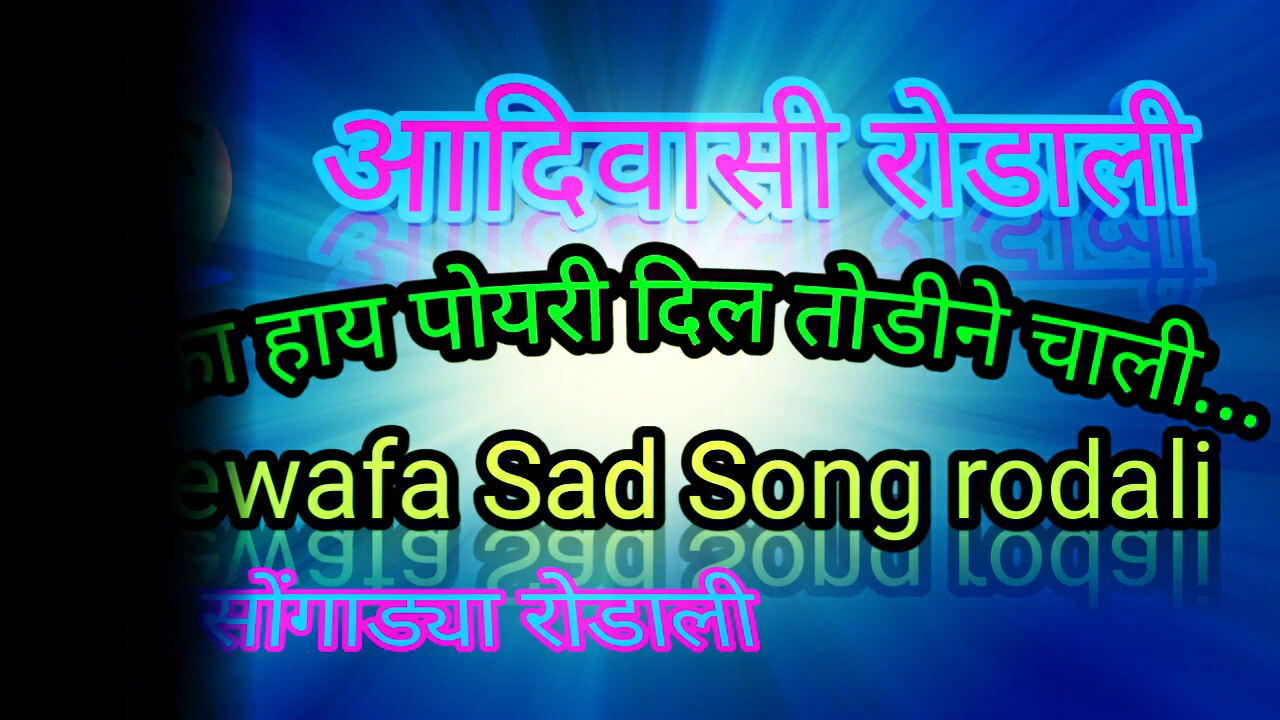 आदिवासी रोडाली
का हाय पोयरी दिल तोडीने चाली...
ewafa Sad Song rodali
सोंगाड्या रोडाली